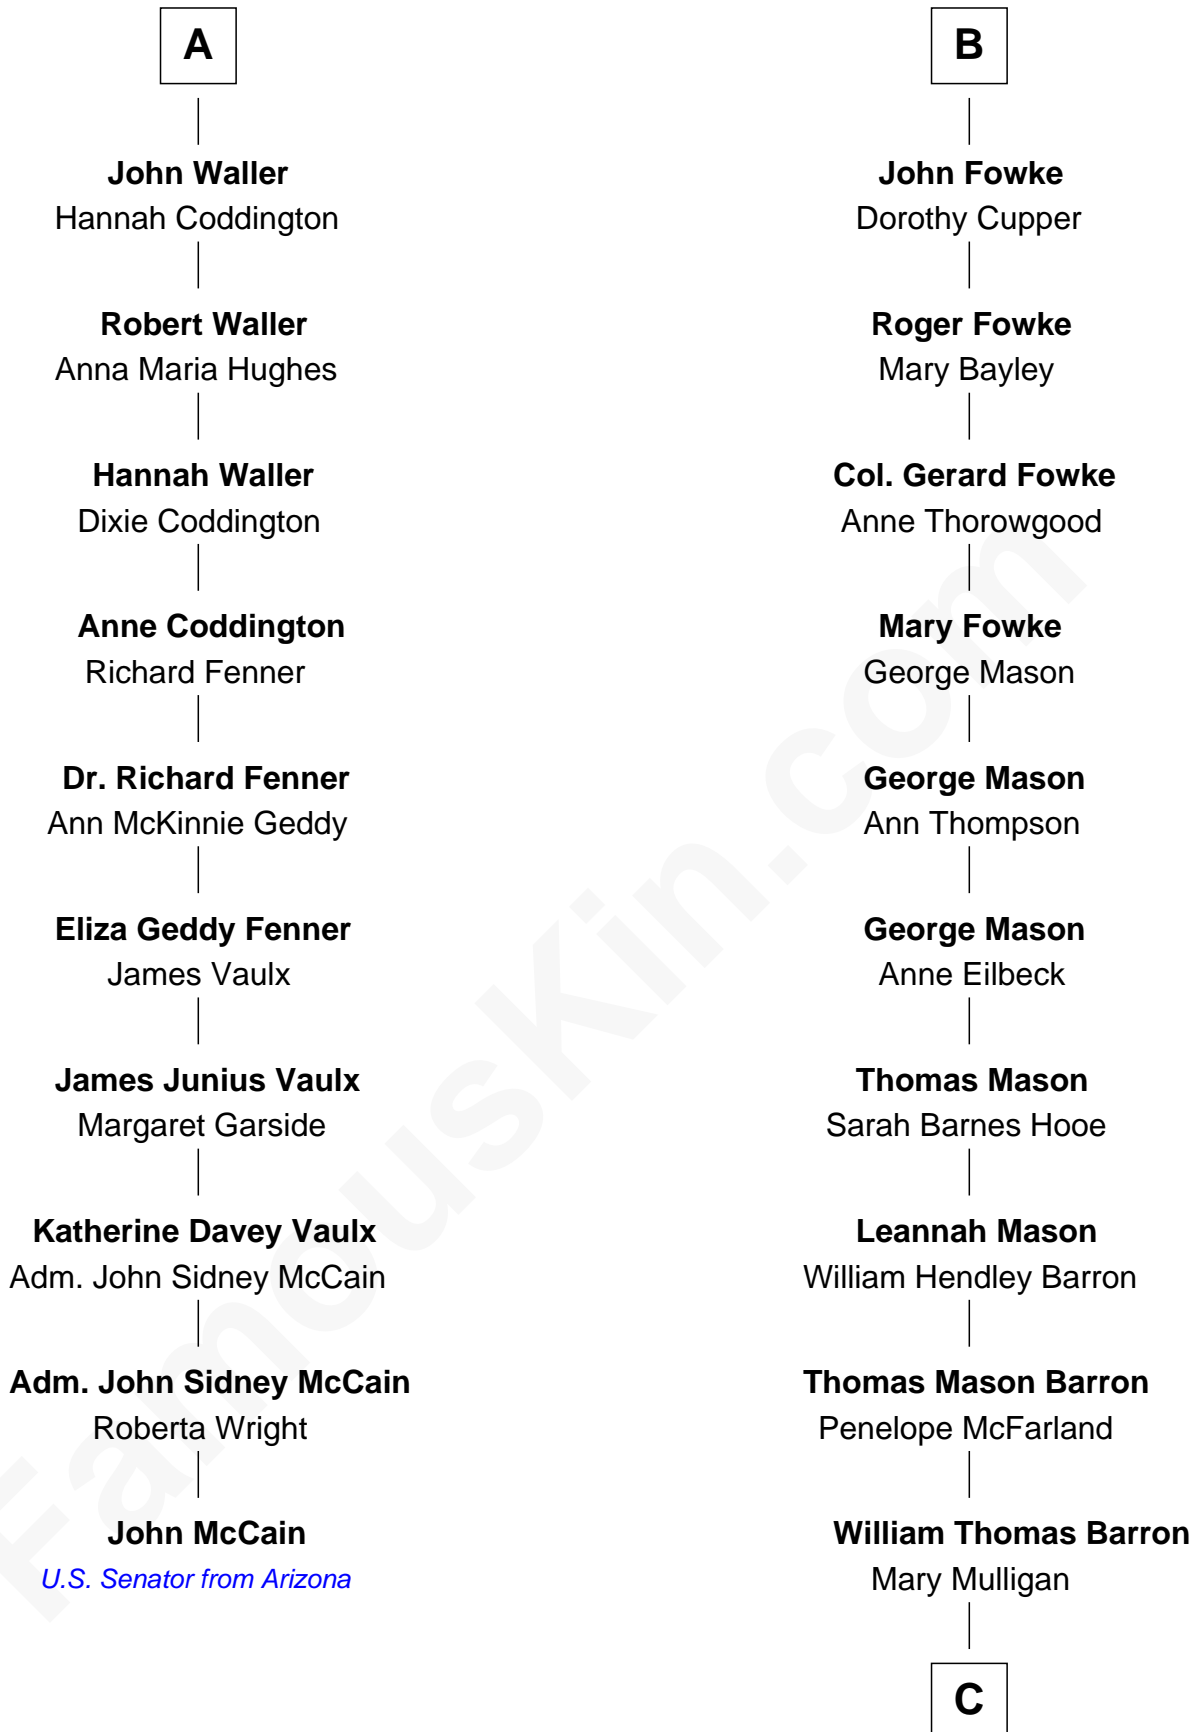 A
John Waller
Hannah Coddington
Robert Waller
Anna Maria Hughes
Hannah Waller
Dixie Coddington
Anne Coddington
Richard Fenner
Dr. Richard Fenner
Ann McKinnie Geddy
Eliza Geddy Fenner
James Vaulx
James Junius Vaulx
Margaret Garside
Katherine Davey Vaulx
Adm. John Sidney McCain
Adm. John Sidney McCain
Roberta Wright
John McCain
U.S. Senator from Arizona
B
John Fowke
Dorothy Cupper
Roger Fowke
Mary Bayley
Col. Gerard Fowke
Anne Thorowgood
Mary Fowke
George Mason
George Mason
Ann Thompson
George Mason
Anne Eilbeck
Thomas Mason
Sarah Barnes Hooe
Leannah Mason
William Hendley Barron
Thomas Mason Barron
Penelope McFarland
William Thomas Barron
Mary Mulligan
C
FamousKin.com